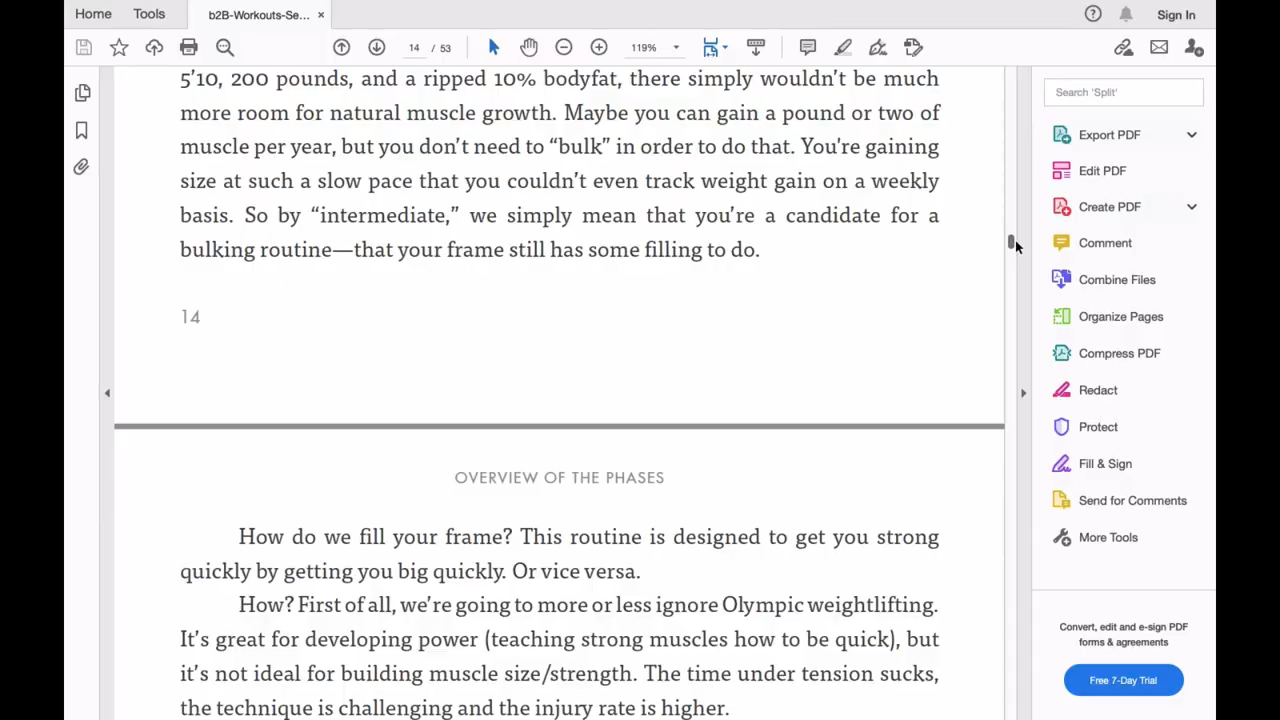 Home Tools b2B-Workouts-Se... × Sign In
14 / 53 119%
5’10, 200 pounds, and a ripped 10% bodyfat, there simply wouldn’t be much
more room for natural muscle growth. Maybe you can gain a pound or two of
muscle per year, but you don’t need to “bulk” in order to do that. You’re gaining
size at such a slow pace that you couldn’t even track weight gain on a weekly
basis. So by “intermediate,” we simply mean that you’re a candidate for a
bulking routine—that your frame still has some filling to do.
14
OVERVIEW OF THE PHASES
How do we fill your frame? This routine is designed to get you strong
quickly by getting you big quickly. Or vice versa.
How? First of all, we’re going to more or less ignore Olympic weightlifting.
It’s great for developing power (teaching strong muscles how to be quick), but
it’s not ideal for building muscle size/strength. The time under tension sucks,
the technique is challenging and the injury rate is higher.
Search 'Split'
Export PDF
Edit PDF
Create PDF
Comment
Combine Files
Organize Pages
Compress PDF
Redact
Protect
Fill & Sign
Send for Comments
More Tools
Convert, edit and e-sign PDF
forms & agreements
Free 7-Day Trial